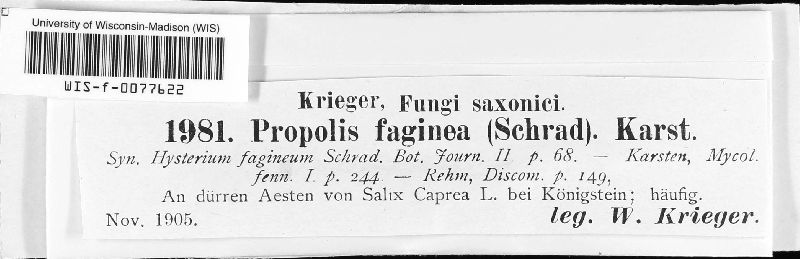 University of Wisconsin-Madison (WIS)
WIS-f-0077622
Krieger, Fungi saxonici.
1981. Propolis faginea (Schrad). Karst.
Syn. Hysterium fagineum Schrad. Bot. Journ. II p. 68. — Karsten, Mycol.
fenn. I. p. 244 — Rehm, Discom. p. 149,
An dürren Aesten von Salix Caprea L. bei Königstein; häufig.
Nov. 1905.
leg. W. Krieger.